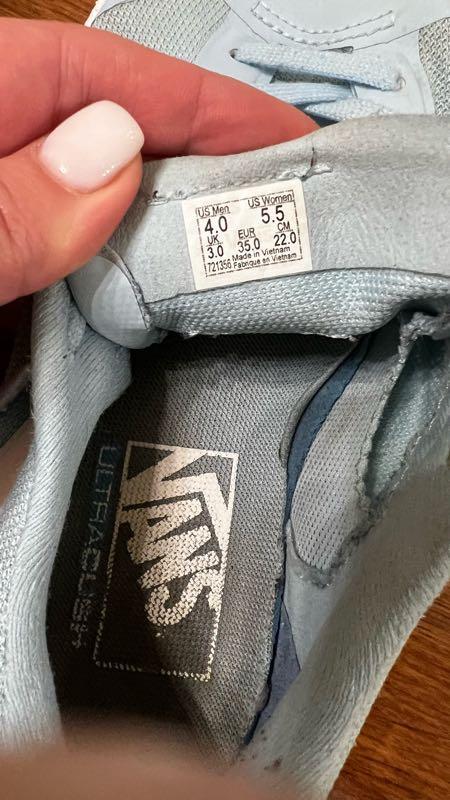 US Men US Women
4.0 5.5
UK EUR CM
3.0 35.0 22.0
721356 Made in Vietnam
Fabriqué en Vietnam
VANS
ULTRACUSH